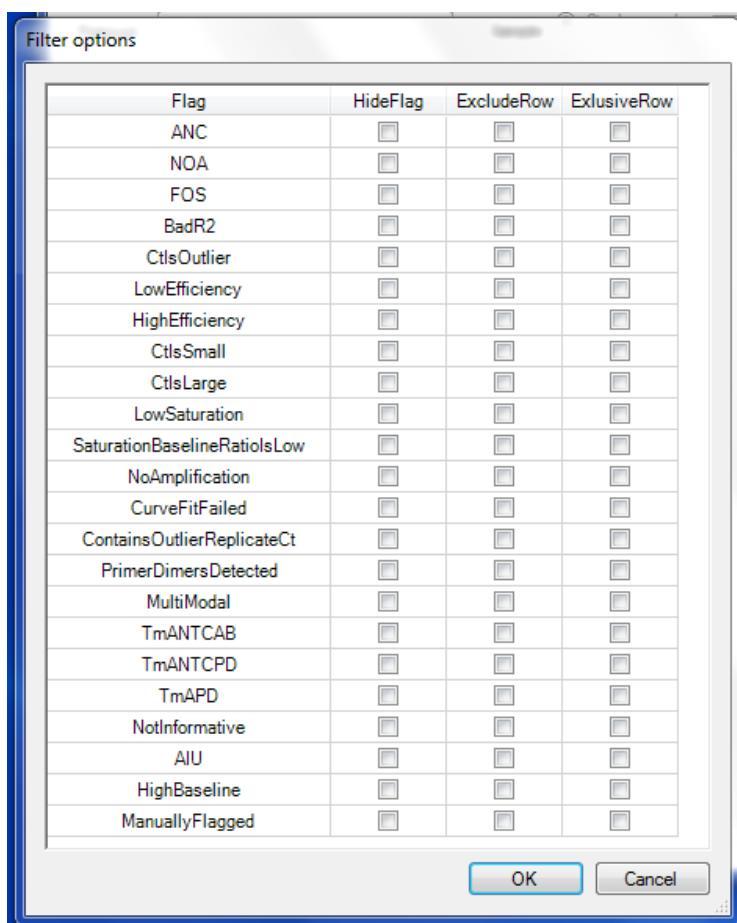 Filter options
Flag HideFlag ExcludeRow ExlusiveRow
ANC
NOA
FOS
BadR2
CtIsOutlier
LowEfficiency
HighEfficiency
CtIsSmall
CtIsLarge
LowSaturation
SaturationBaselineRatioIsLow
NoAmplification
CurveFitFailed
ContainsOutlierReplicateCt
PrimerDimersDetected
MultiModal
TmANTCAB
TmANTCPD
TmAPD
NotInformative
AIU
HighBaseline
ManuallyFlagged
OK Cancel